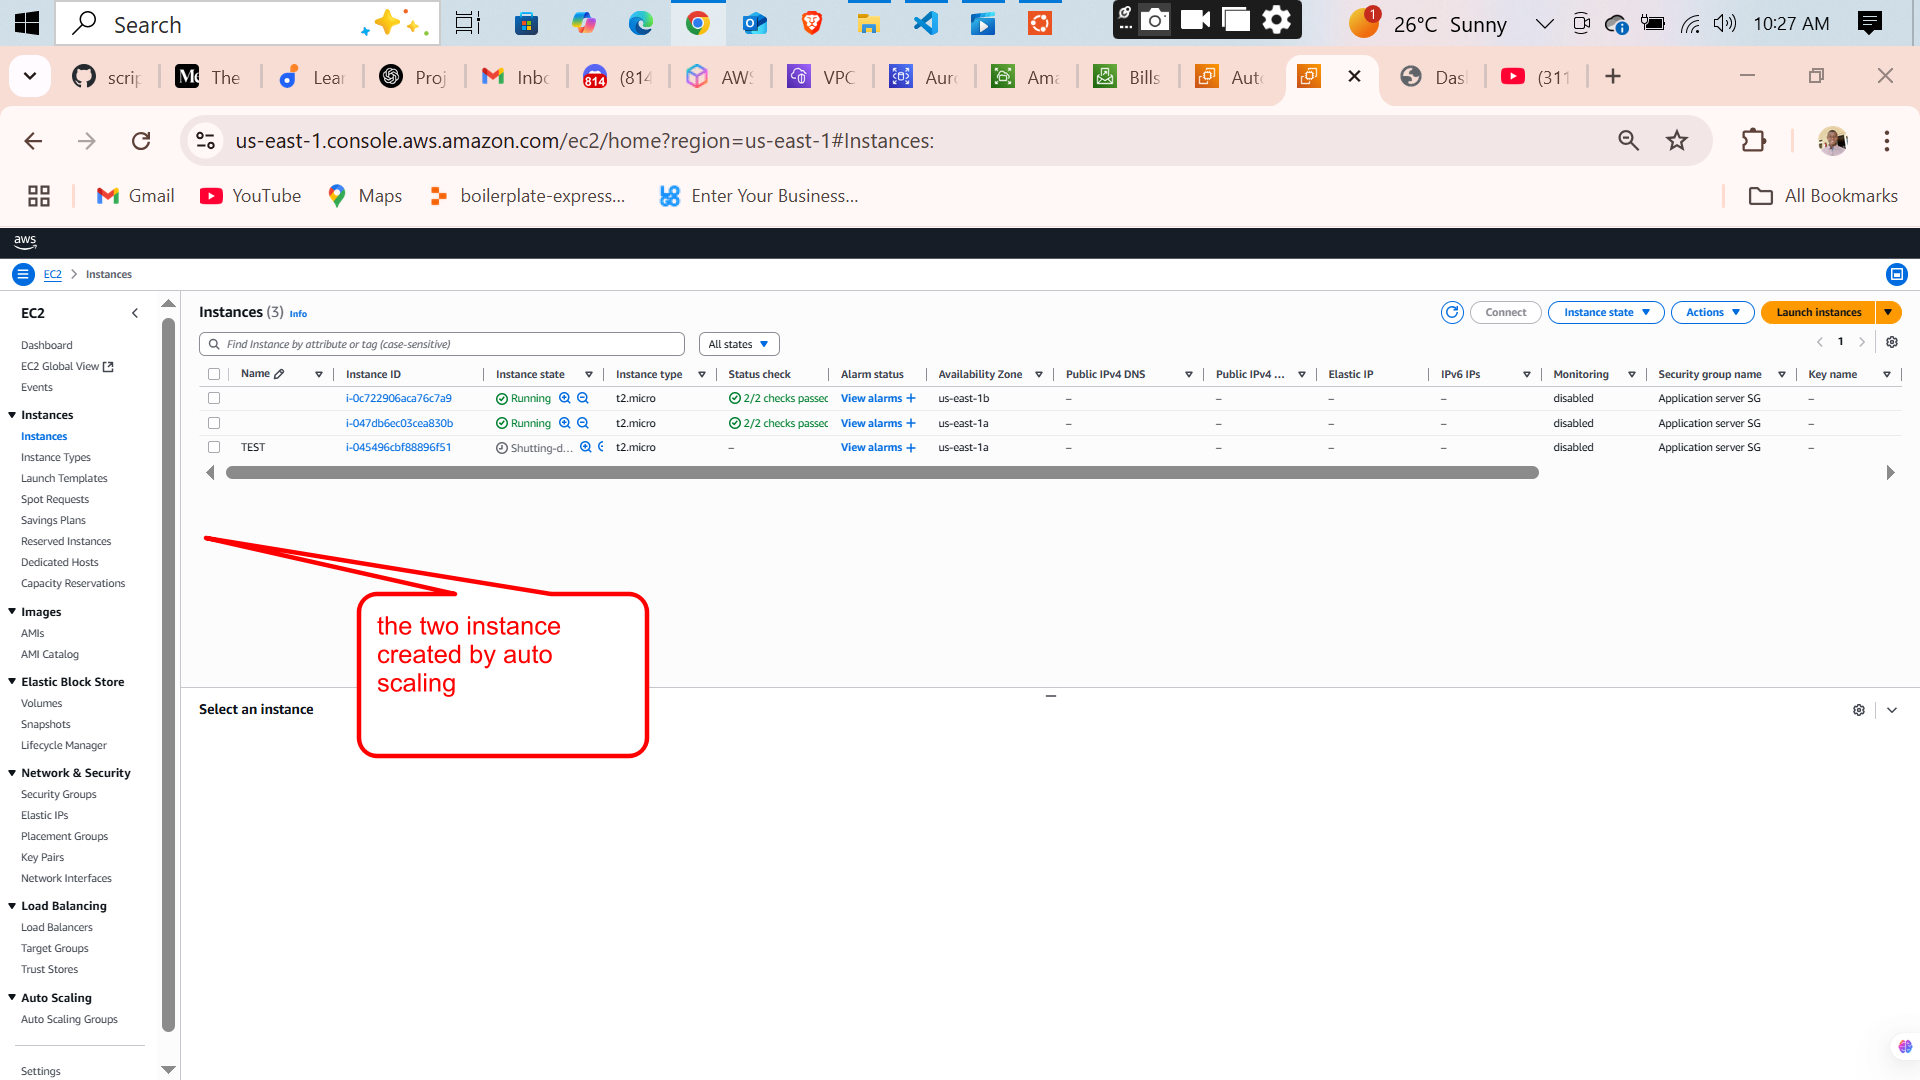 Search
1
26°C Sunny
10:27 AM
scrip
The
Lear
Proj
Inbo
(814
AWS
VPC
Auro
Ama
Bills
Auto
Das
(311
us-east-1.console.aws.amazon.com/ec2/home?region=us-east-1#Instances:
Gmail
YouTube
Maps
boilerplate-express...
Enter Your Business...
All Bookmarks
aws
EC2 > Instances
EC2
Dashboard
EC2 Global View
Events
Instances
Instances
Instance Types
Launch Templates
Spot Requests
Savings Plans
Reserved Instances
Dedicated Hosts
Capacity Reservations
Images
AMIs
AMI Catalog
Elastic Block Store
Volumes
Snapshots
Lifecycle Manager
Network & Security
Security Groups
Elastic IPs
Placement Groups
Key Pairs
Network Interfaces
Load Balancing
Load Balancers
Target Groups
Trust Stores
Auto Scaling
Auto Scaling Groups
Settings
Instances (3) Info
Connect
Instance state
Actions
Launch instances
Find Instance by attribute or tag (case-sensitive)
All states
1
Name Instance ID Instance state Instance type Status check Alarm status Availability Zone Public IPv4 DNS Public IPv4 ... Elastic IP IPv6 IPs Monitoring Security group name Key name
i-0c722906aca76c7a9 Running t2.micro 2/2 checks passed View alarms + us-east-1b – – – – disabled Application server SG –
i-047db6ec03cea830b Running t2.micro 2/2 checks passed View alarms + us-east-1a – – – – disabled Application server SG –
TEST i-045496cbf88896f51 Shutting-d... t2.micro – View alarms + us-east-1a – – – – disabled Application server SG –
the two instance
created by auto
scaling
Select an instance